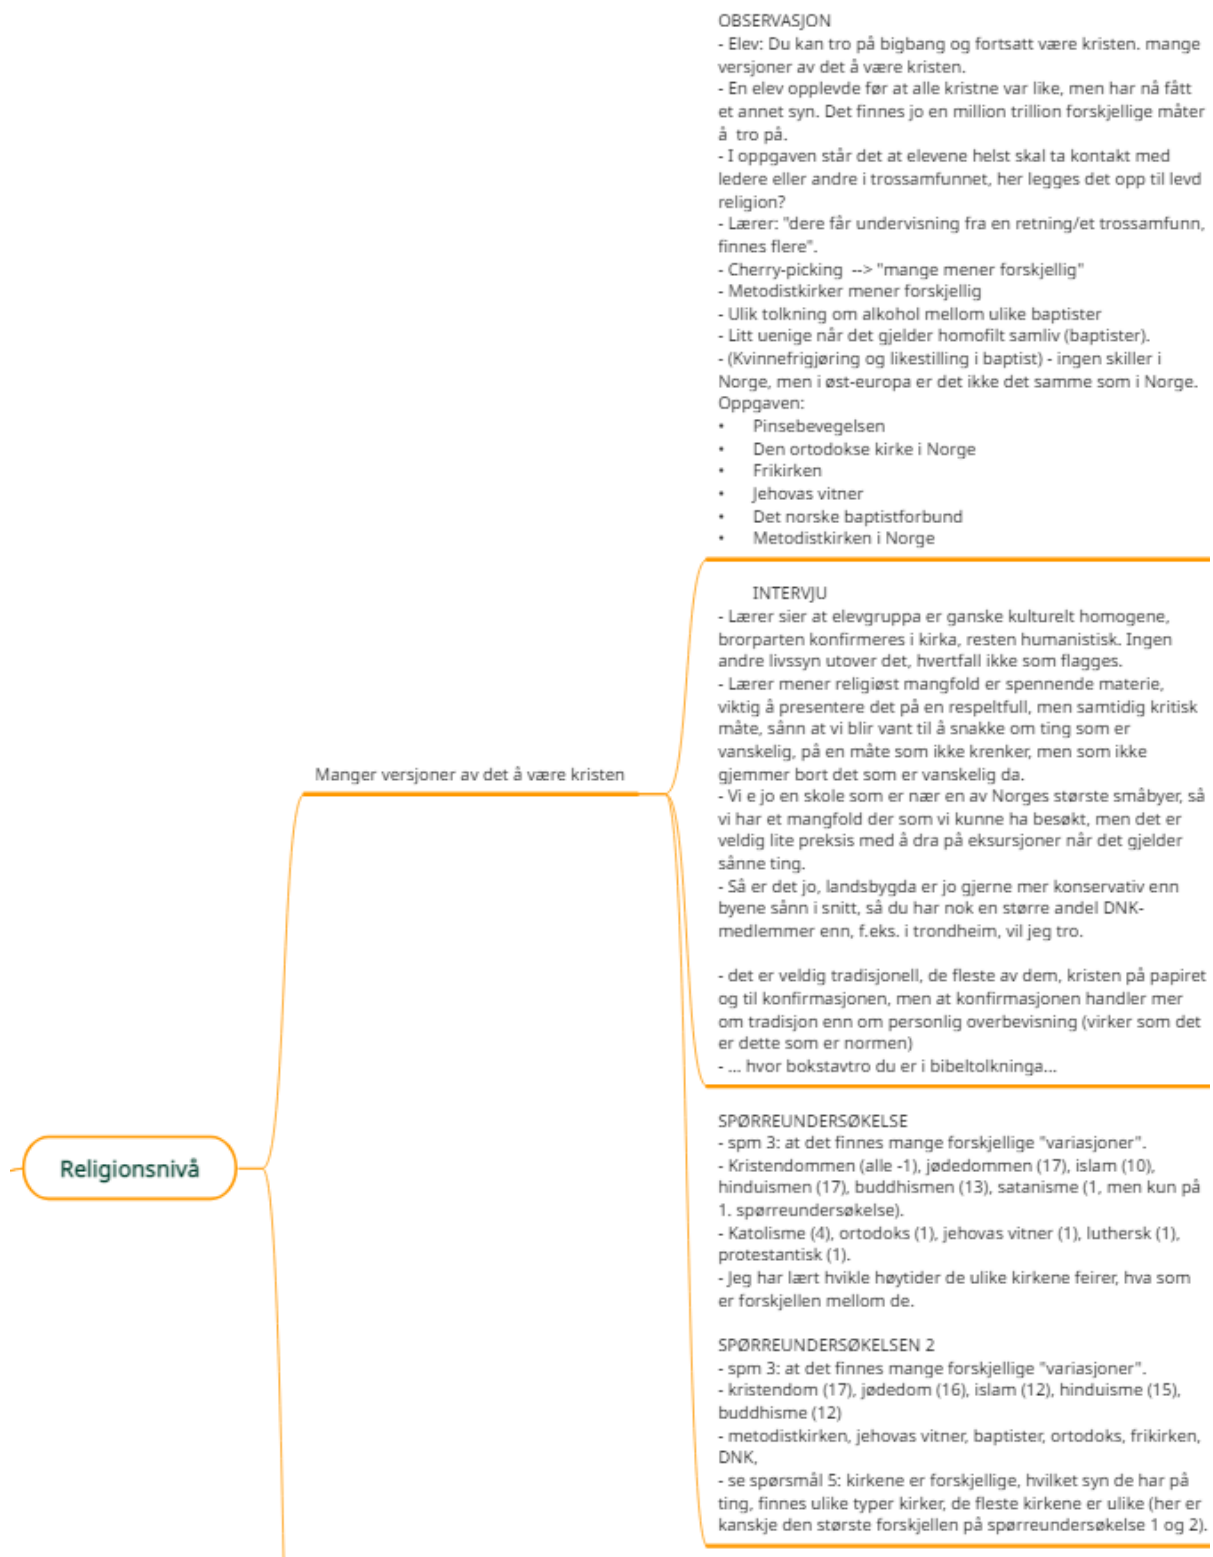 OBSERVASJON
- Elev: Du kan tro på bigbang og fortsatt være kristen. mange
versjoner av det å være kristen.
- En elev opplevde før at alle kristne var like, men har nå fått
et annet syn. Det finnes jo en million trillion forskjellige måter
å  tro på.
- I oppgaven står det at elevene helst skal ta kontakt med
ledere eller andre i trossamfunnet, her legges det opp til levd
religion?
- Lærer: "dere får undervisning fra en retning/et trossamfunn,
finnes flere".
- Cherry-picking  --> "mange mener forskjellig"
- Metodistkirker mener forskjellig
- Ulik tolkning om alkohol mellom ulike baptister
- Litt uenige når det gjelder homofilt samliv (baptister).
- (Kvinnefrigjøring og likestilling i baptist) - ingen skiller i
Norge, men i øst-europa er det ikke det samme som i Norge.
Oppgaven:
• Pinsebevegelsen
• Den ortodokse kirke i Norge
• Frikirken
• Jehovas vitner
• Det norske baptistforbund
• Metodistkirken i Norge
INTERVJU
- Lærer sier at elevgruppa er ganske kulturelt homogene,
brorparten konfirmeres i kirka, resten humanistisk. Ingen
andre livssyn utover det, hvertfall ikke som flagges.
- Lærer mener religiøst mangfold er spennende materie,
viktig å presentere det på en respeltfull, men samtidig kritisk
måte, sånn at vi blir vant til å snakke om ting som er
vanskelig, på en måte som ikke krenker, men som ikke
gjemmer bort det som er vanskelig da.
- Vi e jo en skole som er nær en av Norges største småbyer, så
vi har et mangfold der som vi kunne ha besøkt, men det er
veldig lite preksis med å dra på eksursjoner når det gjelder
sånne ting.
- Så er det jo, landsbygda er jo gjerne mer konservativ enn
byene sånn i snitt, så du har nok en større andel DNK-
medlemmer enn, f.eks. i trondheim, vil jeg tro.
- det er veldig tradisjonell, de fleste av dem, kristen på papiret
og til konfirmasjonen, men at konfirmasjonen handler mer
om tradisjon enn om personlig overbevisning (virker som det
er dette som er normen)
- ... hvor bokstavtro du er i bibeltolkninga...
Manger versjoner av det å være kristen
Religionsnivå
SPØRREUNDERSØKELSE
- spm 3: at det finnes mange forskjellige "variasjoner".
- Kristendommen (alle -1), jødedommen (17), islam (10),
hinduismen (17), buddhismen (13), satanisme (1, men kun på
1. spørreundersøkelse).
- Katolisme (4), ortodoks (1), jehovas vitner (1), luthersk (1),
protestantisk (1).
- Jeg har lært hvikle høytider de ulike kirkene feirer, hva som
er forskjellen mellom de.
SPØRREUNDERSØKELSEN 2
- spm 3: at det finnes mange forskjellige "variasjoner".
- kristendom (17), jødedom (16), islam (12), hinduisme (15),
buddhisme (12)
- metodistkirken, jehovas vitner, baptister, ortodoks, frikirken,
DNK,
- se spørsmål 5: kirkene er forskjellige, hvilket syn de har på
ting, finnes ulike typer kirker, de fleste kirkene er ulike (her er
kanskje den største forskjellen på spørreundersøkelse 1 og 2).